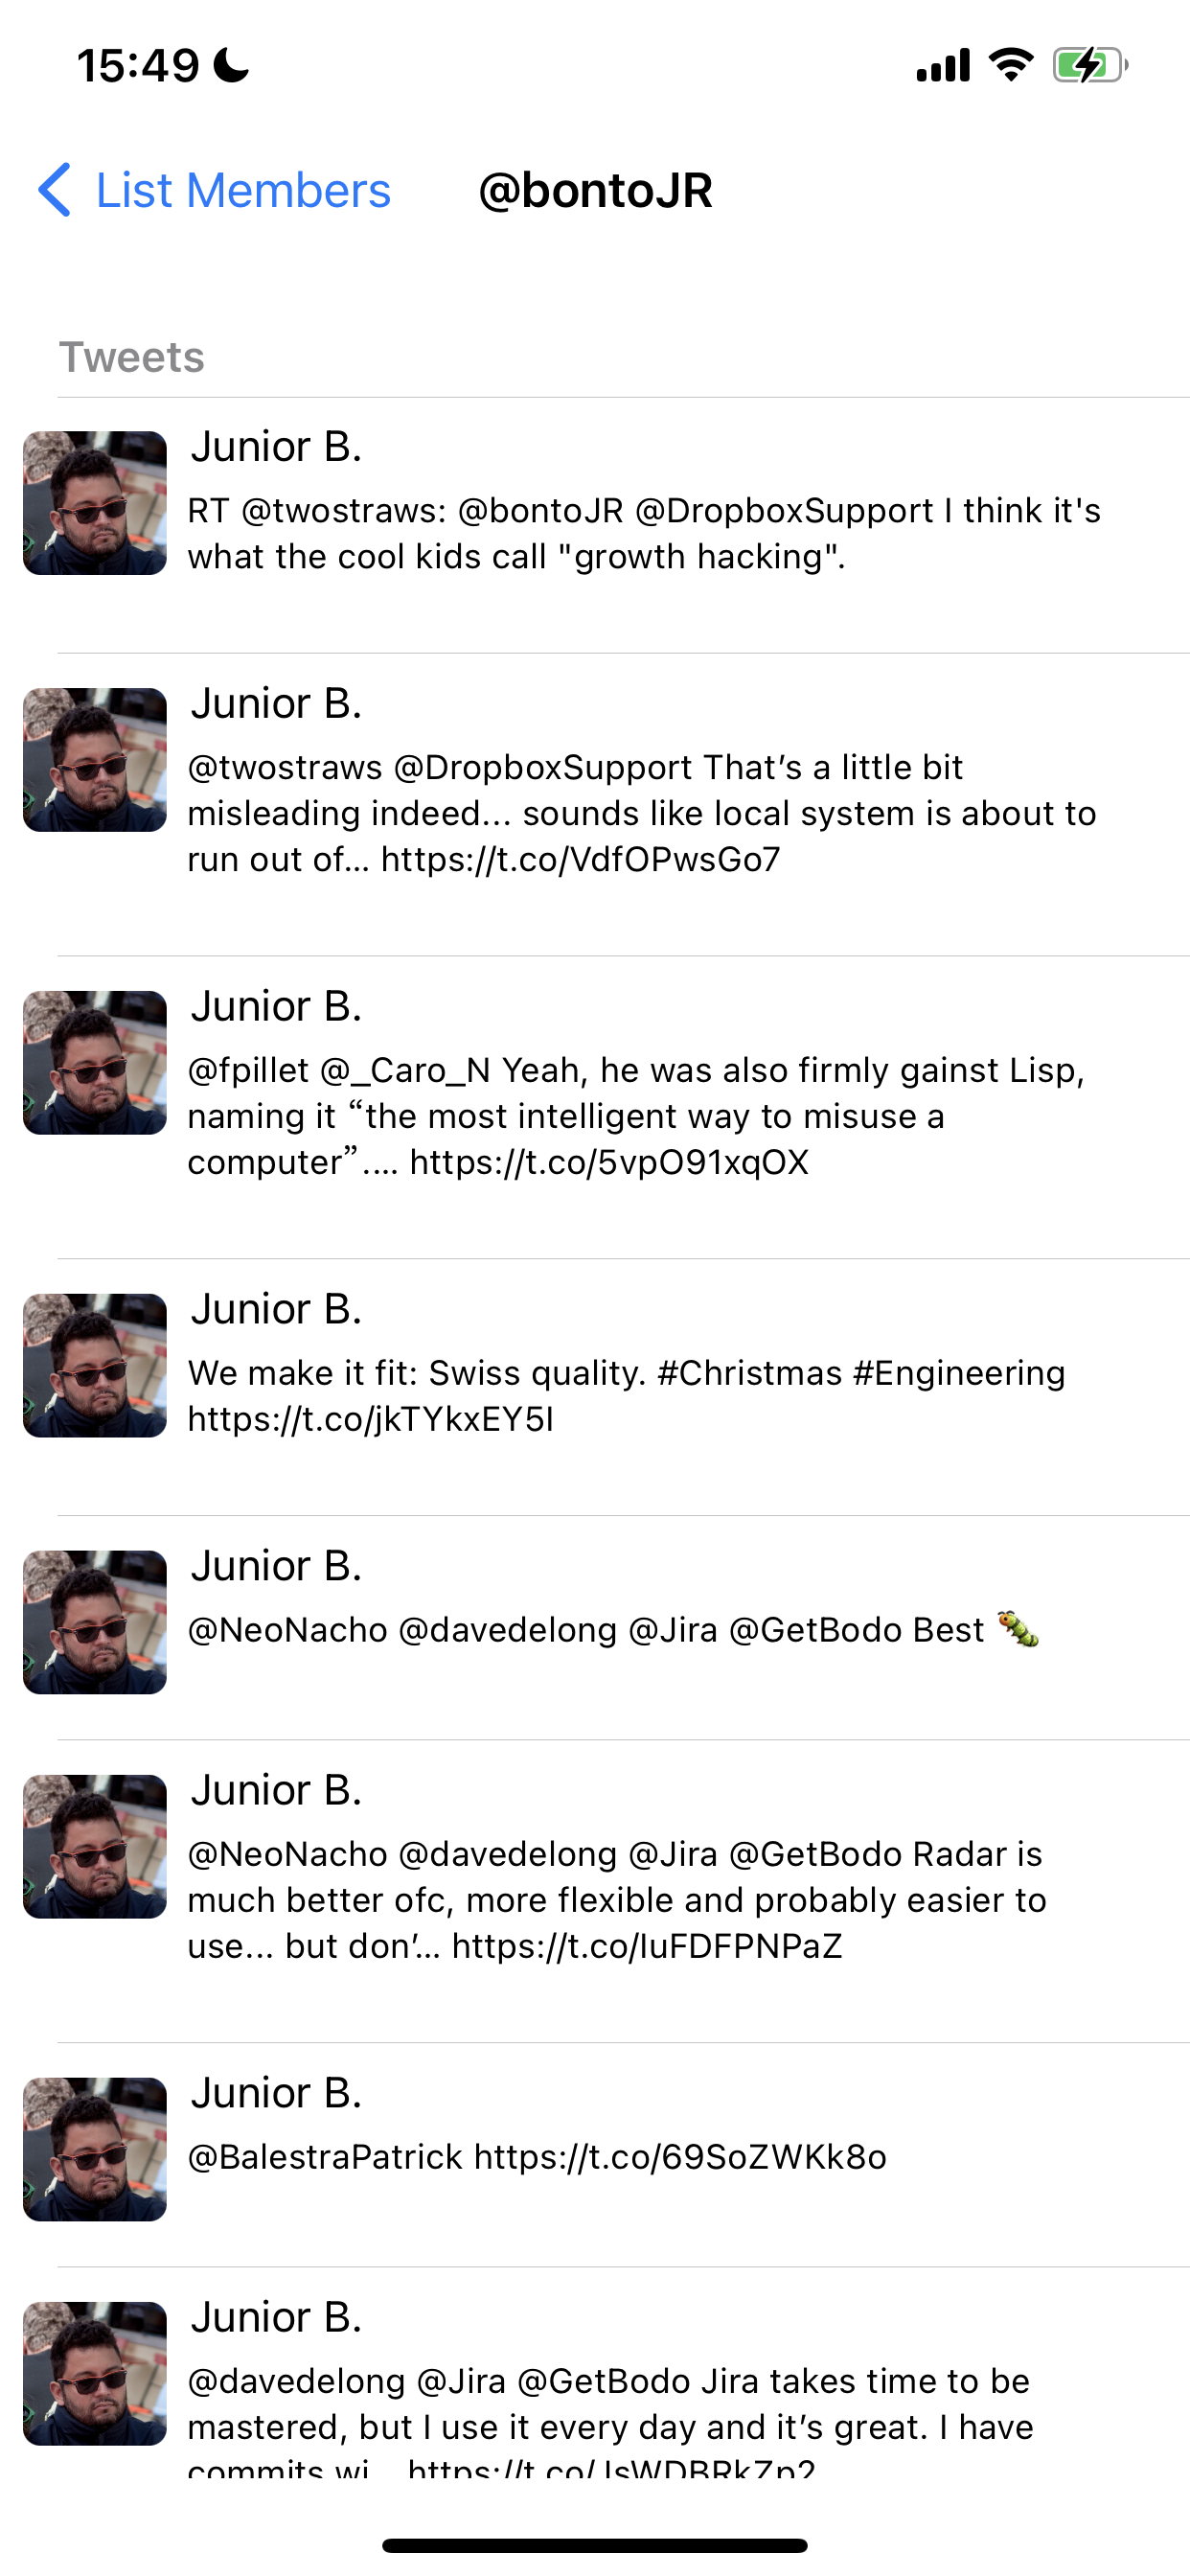 15:49
List Members
@bontoJR
Tweets
Junior B.
RT @twostraws: @bontoJR @DropboxSupport I think it's
what the cool kids call "growth hacking".
Junior B.
@twostraws @DropboxSupport That’s a little bit
misleading indeed... sounds like local system is about to
run out of… https://t.co/VdfOPwsGo7
Junior B.
@fpillet @_Caro_N Yeah, he was also firmly gainst Lisp,
naming it “the most intelligent way to misuse a
computer”.… https://t.co/5vpO91xqOX
Junior B.
We make it fit: Swiss quality. #Christmas #Engineering
https://t.co/jkTYkxEY5I
Junior B.
@NeoNacho @davedelong @Jira @GetBodo Best 🐛
Junior B.
@NeoNacho @davedelong @Jira @GetBodo Radar is
much better ofc, more flexible and probably easier to
use... but don’… https://t.co/IuFDFPNPaZ
Junior B.
@BalestraPatrick https://t.co/69SoZWKk8o
Junior B.
@davedelong @Jira @GetBodo Jira takes time to be
mastered, but I use it every day and it’s great. I have
commits wi… https://t.co/JsWDBRkZp2